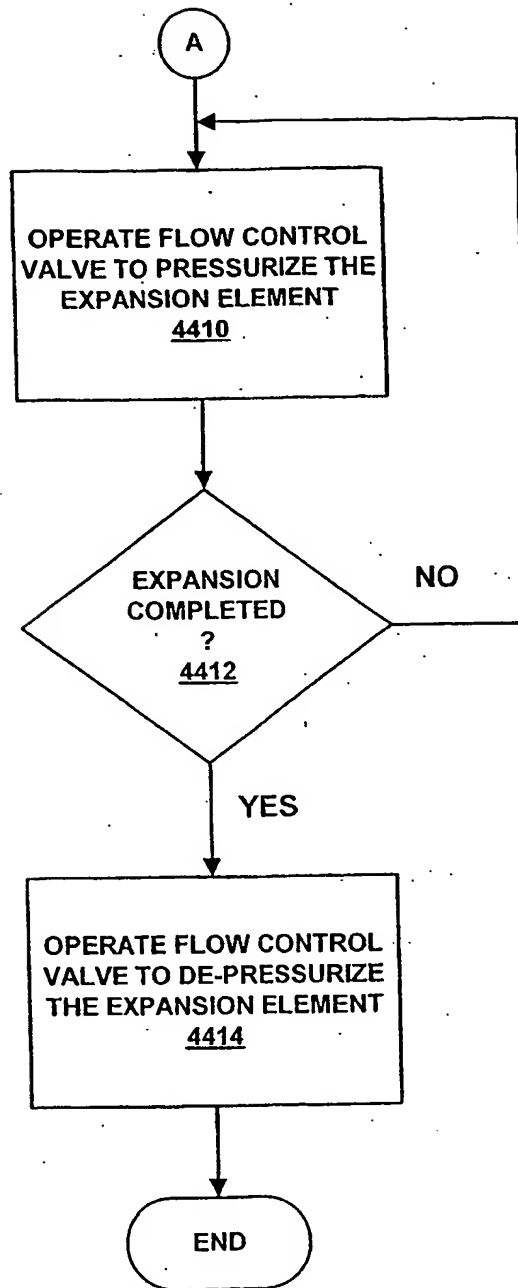 A
OPERATE FLOW CONTROL
VALVE TO PRESSURIZE THE
EXPANSION ELEMENT
4410
EXPANSION
COMPLETED
?
4412
NO
YES
OPERATE FLOW CONTROL
VALVE TO DE-PRESSURIZE
THE EXPANSION ELEMENT
4414
END